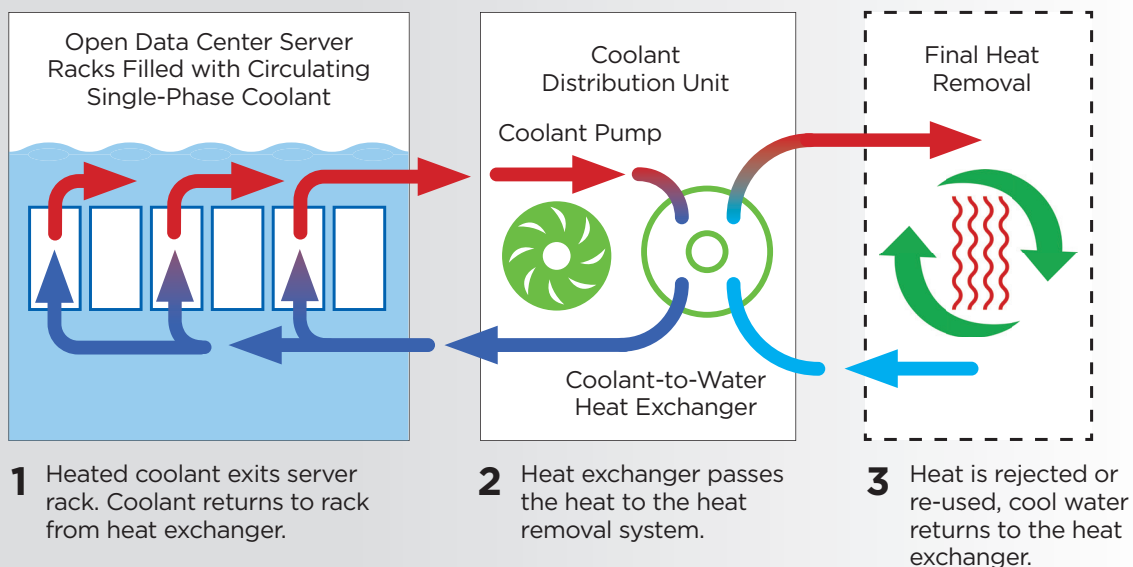 Open Data Center Server
Racks Filled with Circulating
Single-Phase Coolant
Coolant
Distribution Unit
Coolant Pump
Coolant-to-Water
Heat Exchanger
Final Heat
Removal
1 Heated coolant exits server
rack. Coolant returns to rack
from heat exchanger.
2 Heat exchanger passes
the heat to the heat
removal system.
3 Heat is rejected or
re-used, cool water
returns to the heat
exchanger.